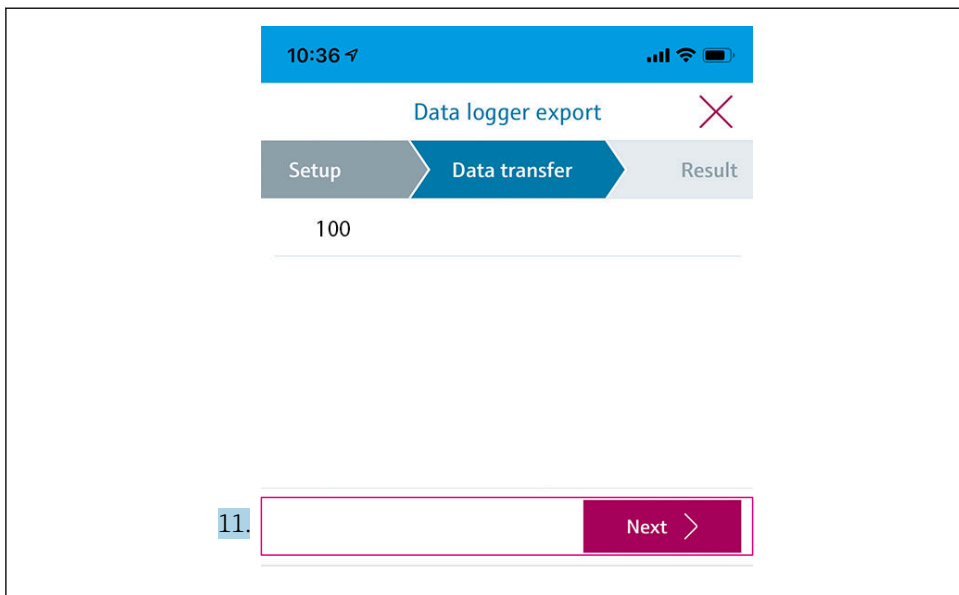 10:36
Data logger export
Setup Data transfer Result
100
11. Next